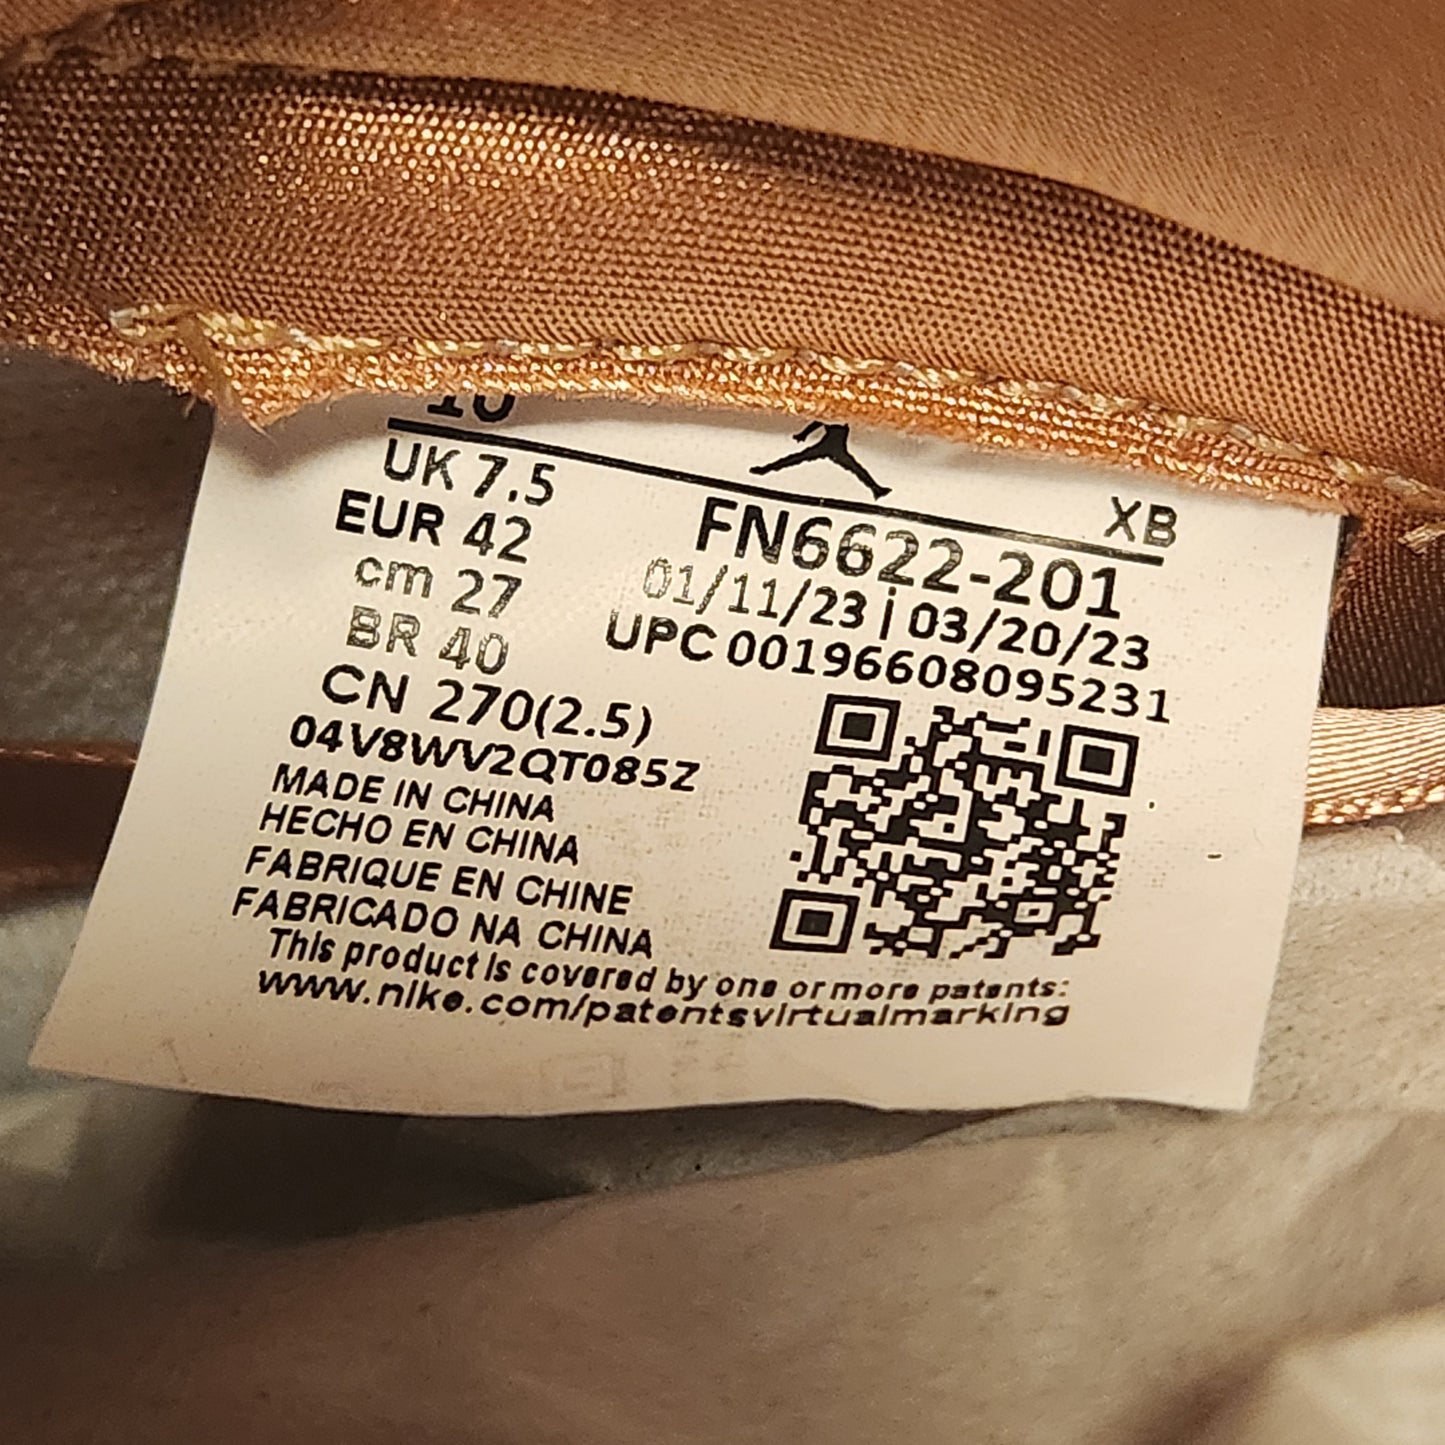 10
UK 7.5
EUR 42
cm 27
BR 40
CN 270(2.5)
04V8WV2QT085Z
MADE IN CHINA
HECHO EN CHINA
FABRIQUE EN CHINE
FABRICADO NA CHINA
This product is covered by one or more patents:
www.nike.com/patentsvirtualmarking
XB
FN6622-201
01/11/23 | 03/20/23
UPC 00196608095231